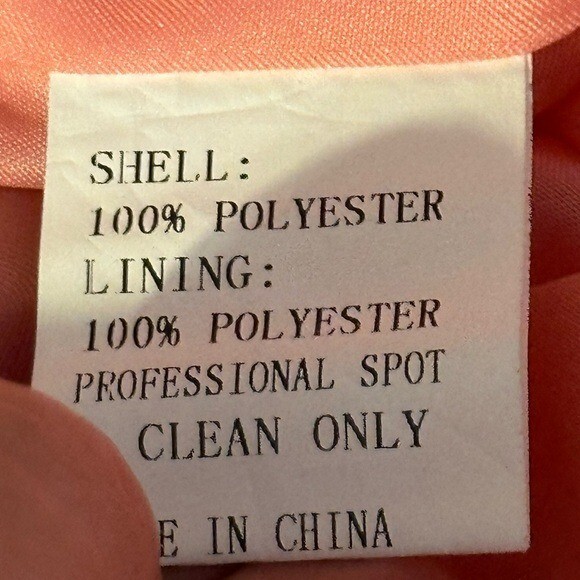 SHELL:
100% POLYESTER
LINING:
100% POLYESTER
PROFESSIONAL SPOT
CLEAN ONLY
E IN CHINA